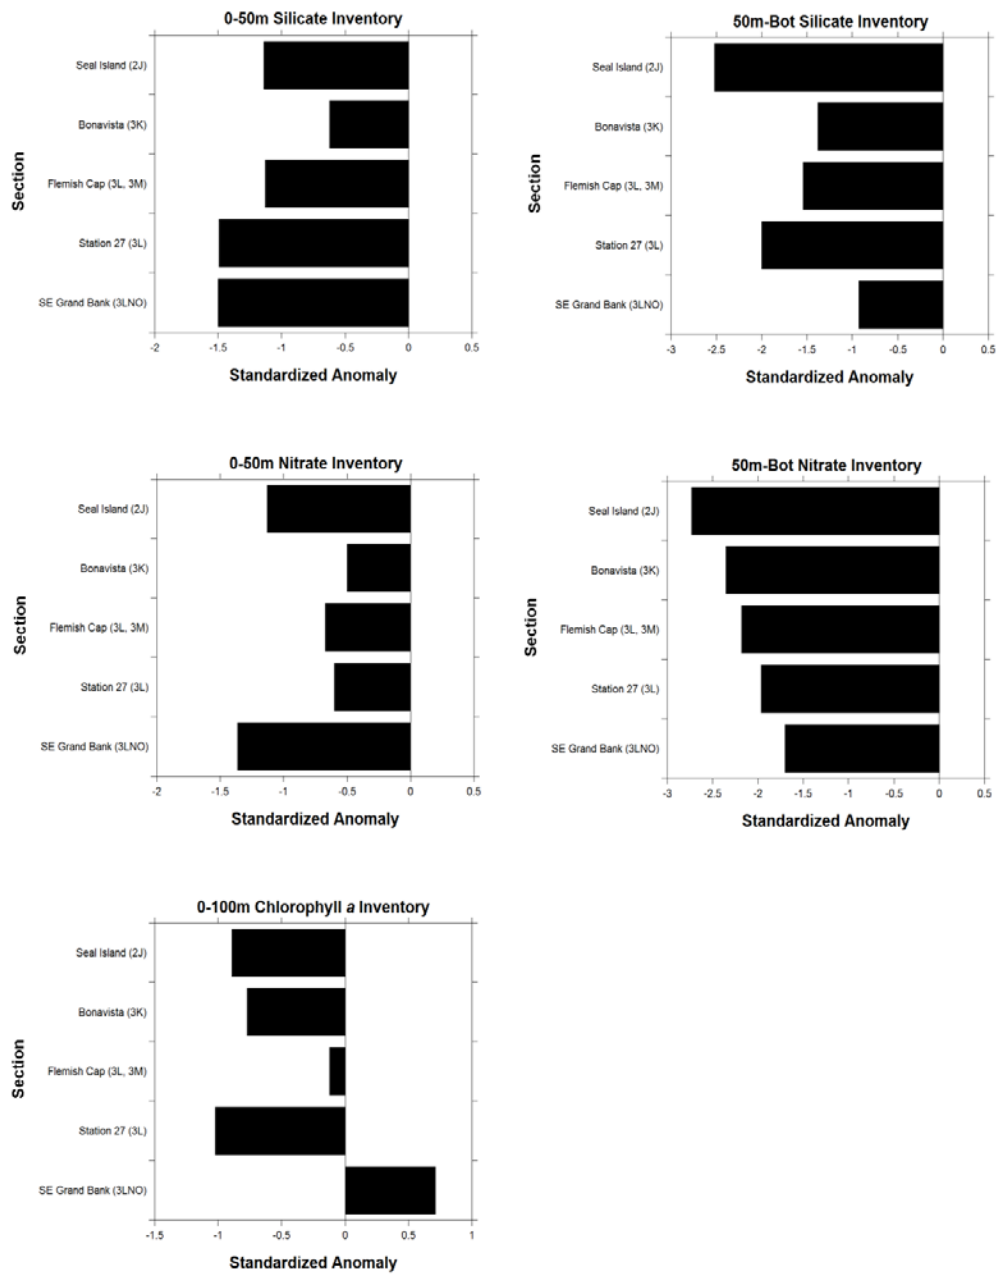 0-50m Silicate Inventory
Section
Seal Island (2J)
Bonavista (3K)
Flemish Cap (3L, 3M)
Station 27 (3L)
SE Grand Bank (3LNO)
-2 -1.5 -1 -0.5 0 0.5
Standardized Anomaly
50m-Bot Silicate Inventory
Section
Seal Island (2J)
Bonavista (3K)
Flemish Cap (3L, 3M)
Station 27 (3L)
SE Grand Bank (3LNO)
-3 -2.5 -2 -1.5 -1 -0.5 0 0.5
Standardized Anomaly
0-50m Nitrate Inventory
Section
Seal Island (2J)
Bonavista (3K)
Flemish Cap (3L, 3M)
Station 27 (3L)
SE Grand Bank (3LNO)
-2 -1.5 -1 -0.5 0 0.5
Standardized Anomaly
50m-Bot Nitrate Inventory
Section
Seal Island (2J)
Bonavista (3K)
Flemish Cap (3L, 3M)
Station 27 (3L)
SE Grand Bank (3LNO)
-3 -2.5 -2 -1.5 -1 -0.5 0 0.5
Standardized Anomaly
0-100m Chlorophyll a Inventory
Section
Seal Island (2J)
Bonavista (3K)
Flemish Cap (3L, 3M)
Station 27 (3L)
SE Grand Bank (3LNO)
-1.5 -1 -0.5 0 0.5 1
Standardized Anomaly